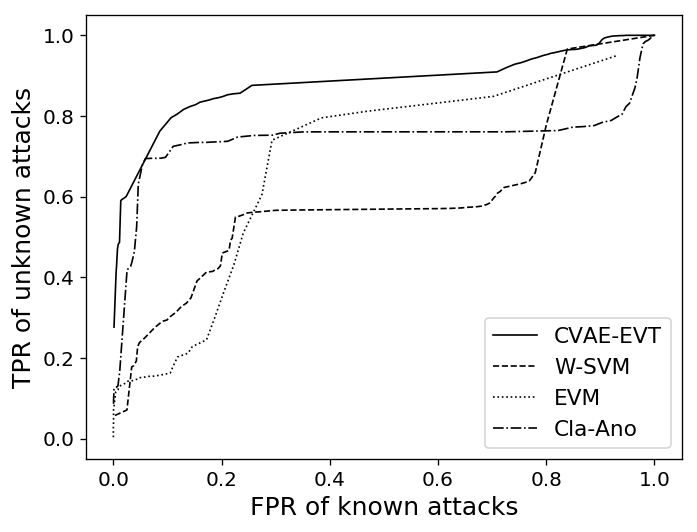 1.0
0.8
0.6
0.4
0.2
0.0
TPR of unknown attacks
CVAE-EVT
W-SVM
EVM
Cla-Ano
0.0 0.2 0.4 0.6 0.8 1.0
FPR of known attacks